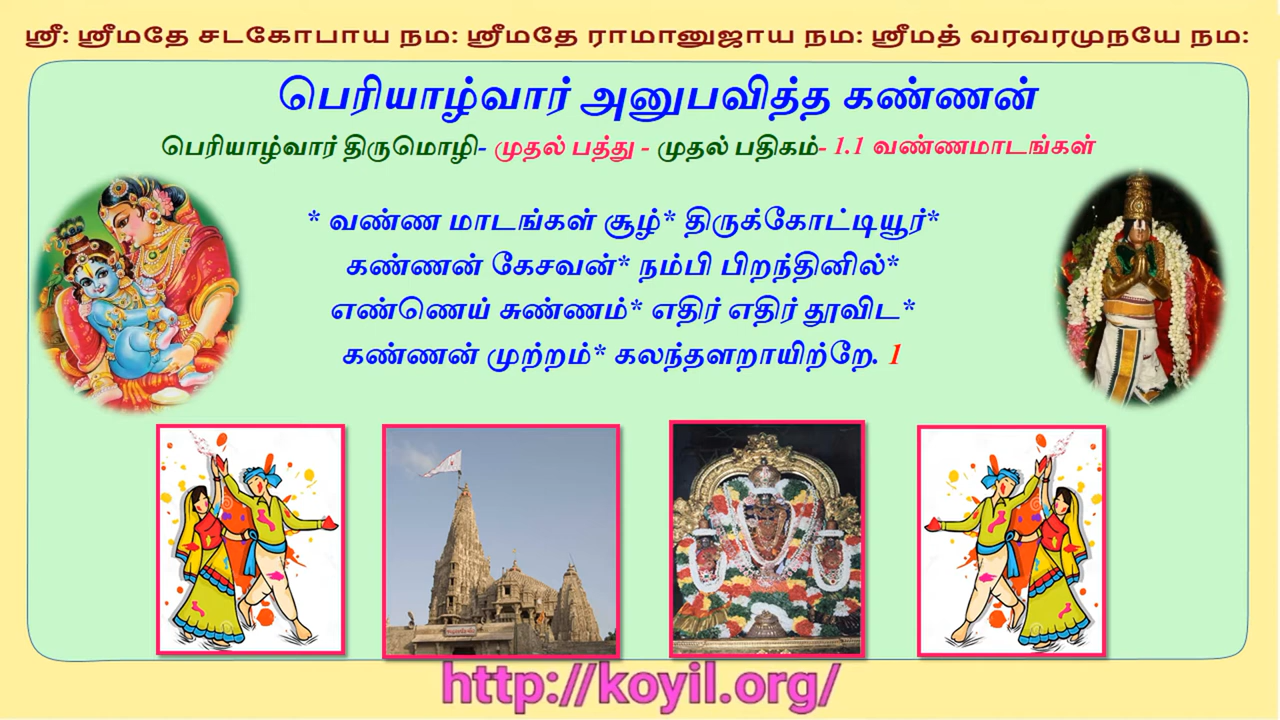 ஸ்ரீ: ஸ்ரீமதே சடகோபாய நம: ஸ்ரீமதே ராமானுஜாய நம: ஸ்ரீமத் வரவரமுநயே நம:
பெரியாழ்வார் அனுபவித்த கண்ணன்
பெரியாழ்வார் திருமொழி- முதல் பத்து - முதல் பதிகம்- 1.1 வண்ணமாடங்கள்
* வண்ண மாடங்கள் சூழ்* திருக்கோட்டியூர்*
கண்ணன் கேசவன்* நம்பி பிறந்தினில்*
எண்ணெய் சுண்ணம்* எதிர் எதிர் தூவிட*
கண்ணன் முற்றம்* கலந்தளறாயிற்றே. 1
http://koyil.org/